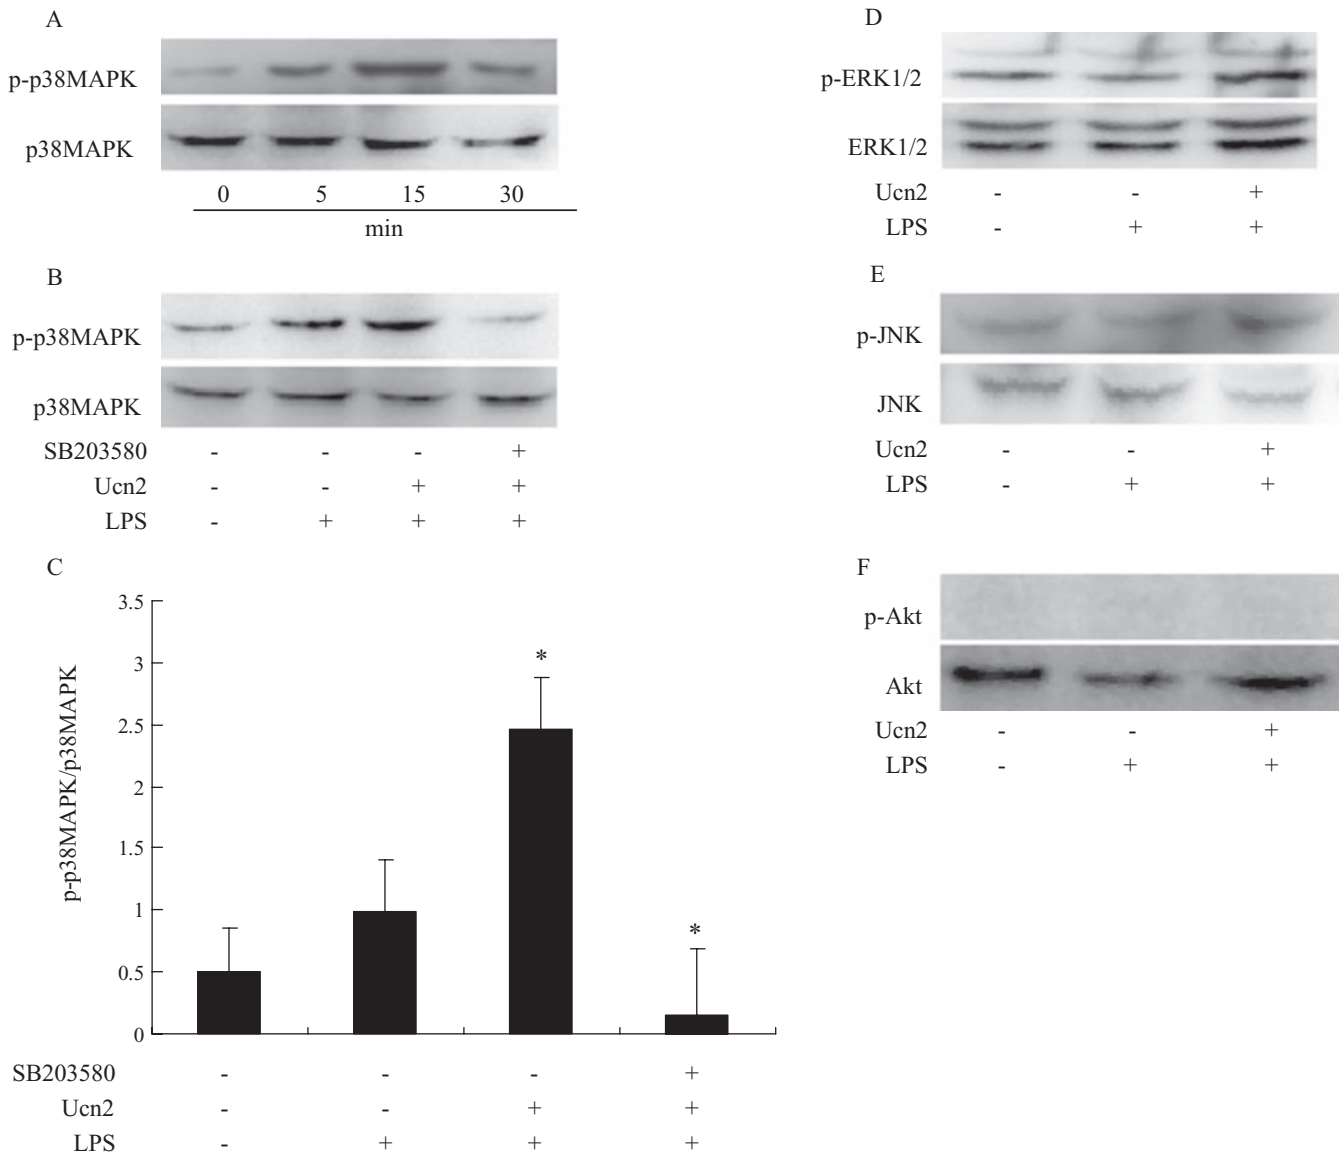 A
p-p38MAPK
p38MAPK
0 5 15 30
min
B
p-p38MAPK
p38MAPK
SB203580 - - - +
Ucn2 - - + +
LPS - + + +
C
p-p38MAPK/p38MAPK
3.5
3
2.5
2
1.5
1
0.5
0
*
*
SB203580 - - - +
Ucn2 - - + +
LPS - + + +
D
p-ERK1/2
ERK1/2
Ucn2 - - +
LPS - + +
E
p-JNK
JNK
Ucn2 - - +
LPS - + +
F
p-Akt
Akt
Ucn2 - - +
LPS - + +